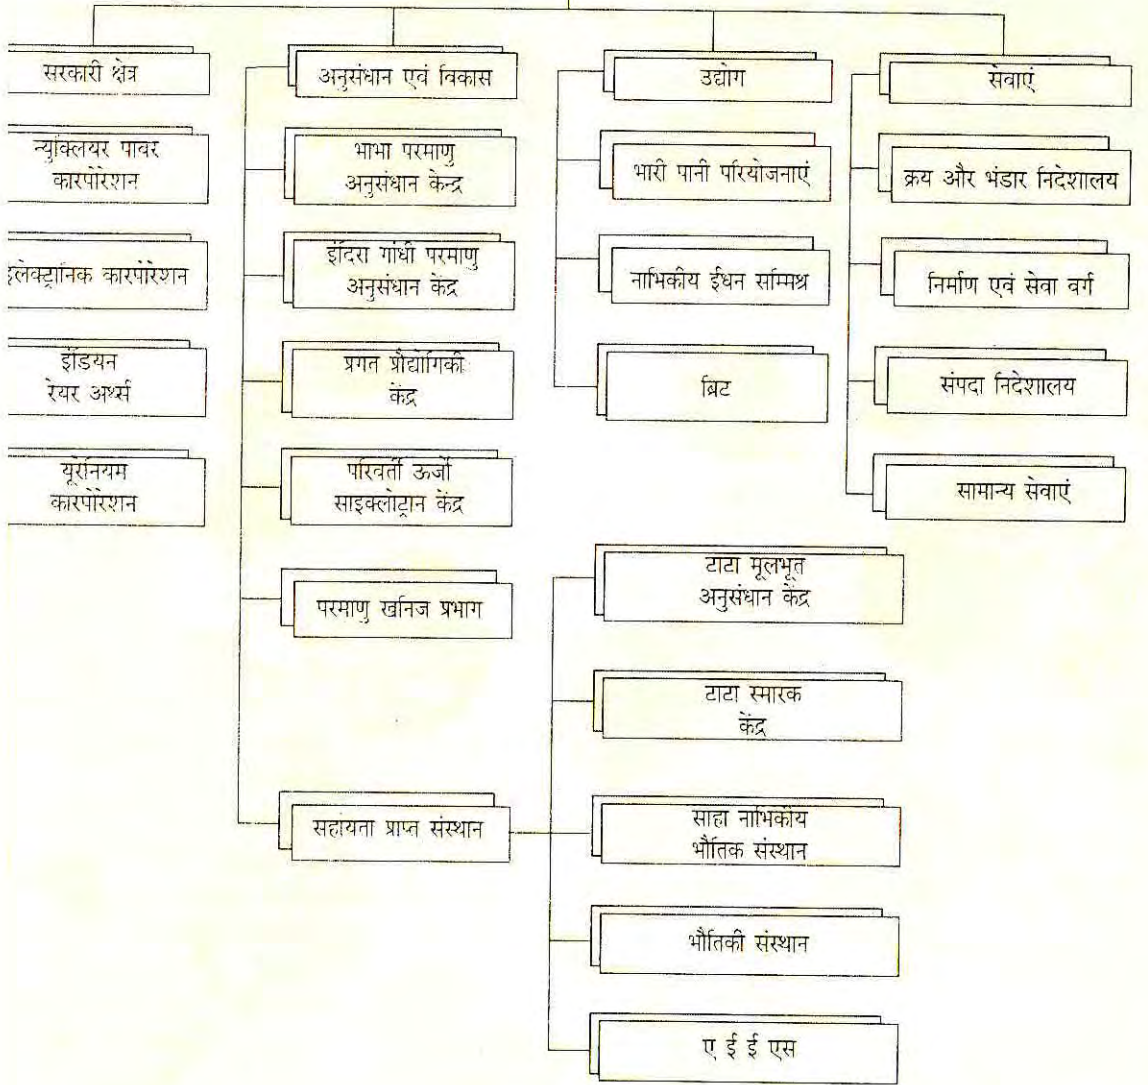 सरकारी क्षेत्र
न्युक्लियर पावर
कारपोरेशन
इलेक्ट्रानिक कारपोरेशन
इंडियन
रेयर अर्थ्स
यूरेनियम
कारपोरेशन
अनुसंधान एवं विकास
भाभा परमाणु
अनुसंधान केन्द्र
इंदिरा गांधी परमाणु
अनुसंधान केंद्र
प्रगत प्रौद्योगिकी
केंद्र
परिवर्ती ऊर्जा
साइक्लोट्रान केंद्र
परमाणु खनिज प्रभाग
सहायता प्राप्त संस्थान
उद्योग
भारी पानी परियोजनाएं
नाभिकीय ईंधन सम्मिश्र
ब्रिट
टाटा मूलभूत
अनुसंधान केंद्र
टाटा स्मारक
केंद्र
साहा नाभिकीय
भौतिक संस्थान
भौतिकी संस्थान
ए ई ई एस
सेवाएं
क्रय और भंडार निदेशालय
निर्माण एवं सेवा वर्ग
संपदा निदेशालय
सामान्य सेवाएं